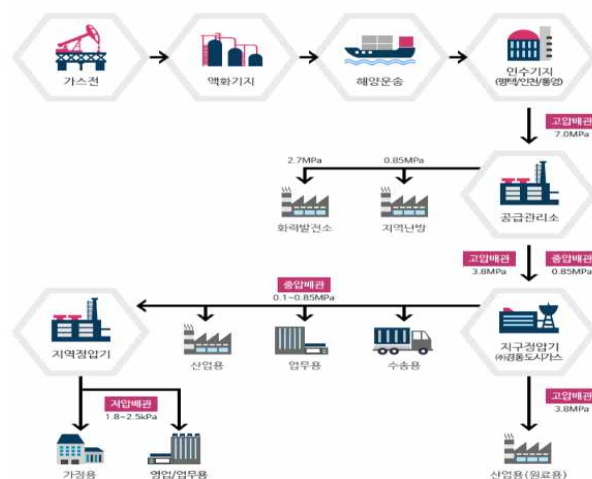 가스전
액화기지
해양운송
인수기지
(평택/인천/통영)
고압배관
7.0MPa
2.7MPa
0.85MPa
화력발전소
지역난방
공급관리소
고압배관
3.8MPa
중압배관
0.85MPa
중압배관
0.1~0.85MPa
지역정압기
산업용
업무용
수송용
지구정압기
㈜경동도시가스
저압배관
1.8~2.5kPa
고압배관
3.8MPa
가정용
영업/업무용
산업용(원료용)